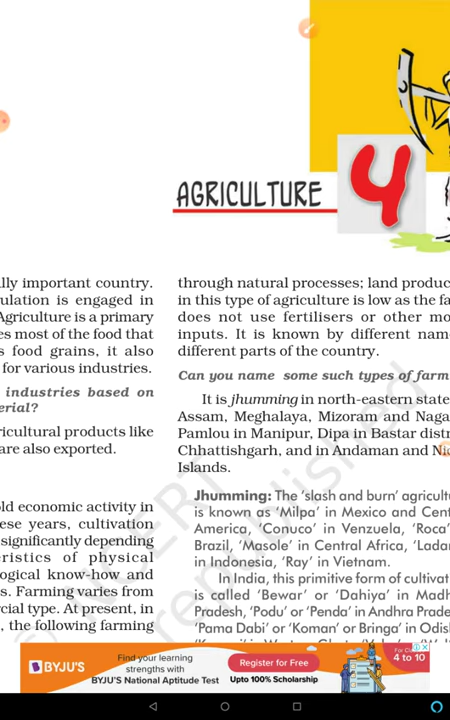 AGRICULTURE 4
ally important country.
ulation is engaged in
Agriculture is a primary
es most of the food that
s food grains, it also
for various industries.
industries based on
erial?
ricultural products like
are also exported.
old economic activity in
ese years, cultivation
significantly depending
eristics of physical
ogical know-how and
s. Farming varies from
cial type. At present, in
, the following farming
through natural processes; land produc
in this type of agriculture is low as the fa
does not use fertilisers or other mo
inputs. It is known by different nam
different parts of the country.
Can you name some such types of farm
It is jhumming in north-eastern state
Assam, Meghalaya, Mizoram and Naga
Pamlou in Manipur, Dipa in Bastar distr
Chhattishgarh, and in Andaman and Nic
Islands.
Jhumming: The 'slash and burn' agricultu
is known as 'Milpa' in Mexico and Cent
America, 'Conuco' in Venzuela, 'Roca'
Brazil, 'Masole' in Central Africa, 'Ladan
in Indonesia, 'Ray' in Vietnam.
In India, this primitive form of cultivat
is called 'Bewar' or 'Dahiya' in Madh
Pradesh, 'Podu' or 'Penda' in Andhra Prade
'Pama Dabi' or 'Koman' or Bringa' in Odish
© NCERT
republished
BYJU'S
Find your learning
strengths with
BYJU'S National Aptitude Test
Register for Free
Upto 100% Scholarship
For Cl
4 to 10